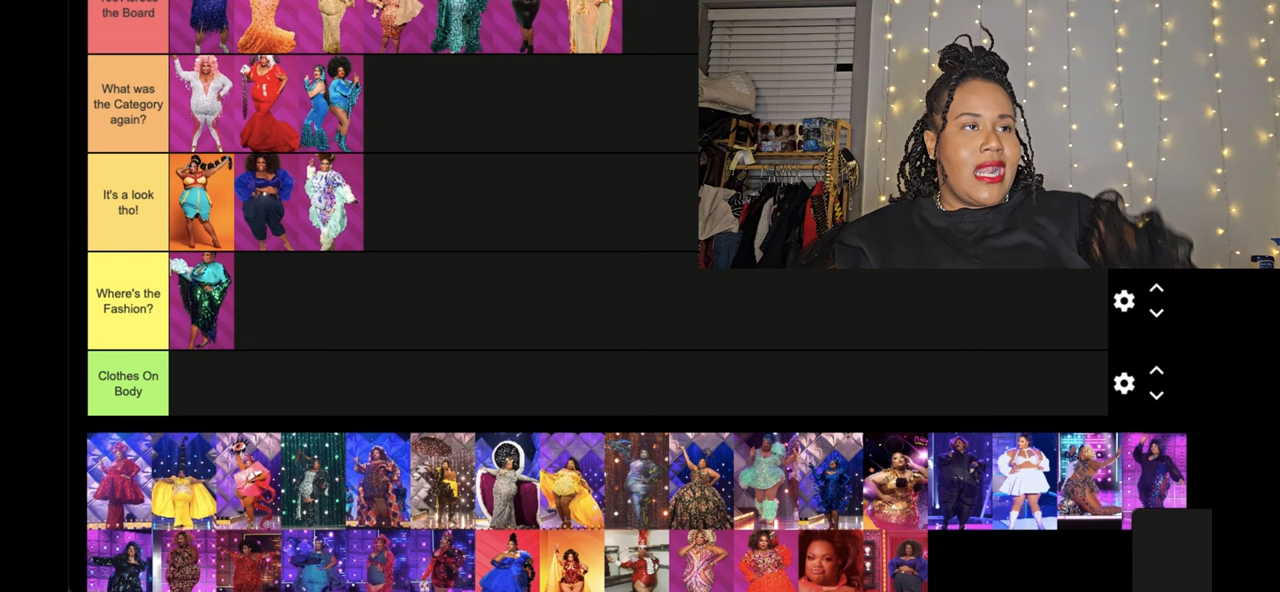 the Board
What was
the Category
again?
It's a look
tho!
Where's the
Fashion?
Clothes On
Body